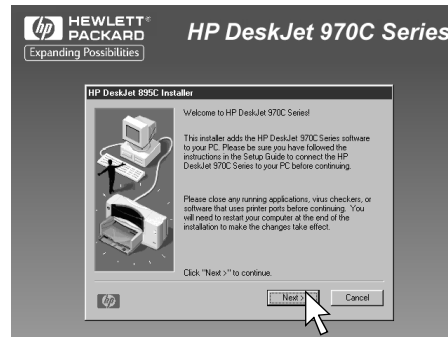 hp HEWLETT®
PACKARD
Expanding Possibilities
HP DeskJet 970C Series
HP DeskJet 895C Installer
Welcome to HP DeskJet 970C Series!
This installer adds the HP DeskJet 970C Series software
to your PC. Please be sure you have followed the
instructions in the Setup Guide to connect the HP
DeskJet 970C Series to your PC before continuing.
Please close any running applications, virus checkers, or
software that uses printer ports before continuing. You
will need to restart your computer at the end of the
installation to make the changes take effect.
Click "Next >" to continue.
hp
Next >
Cancel